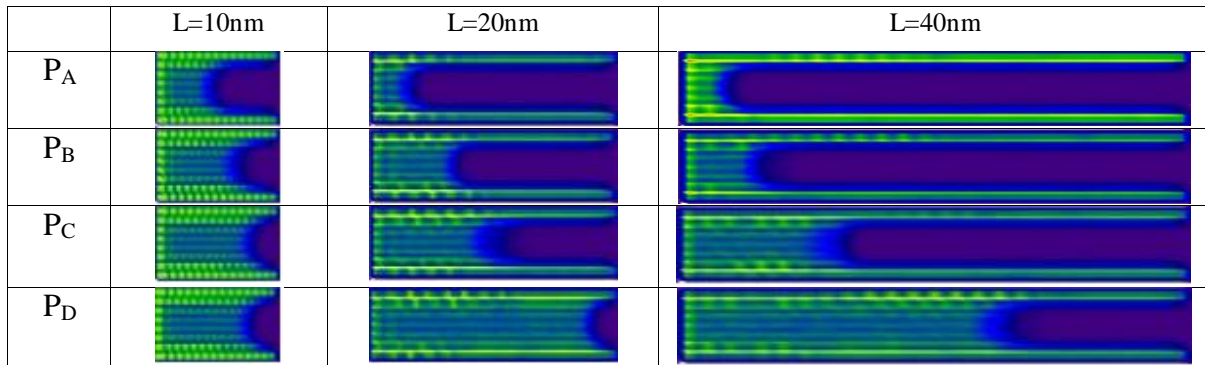 L=10nm L=20nm L=40nm
P_A
P_B
P_C
P_D